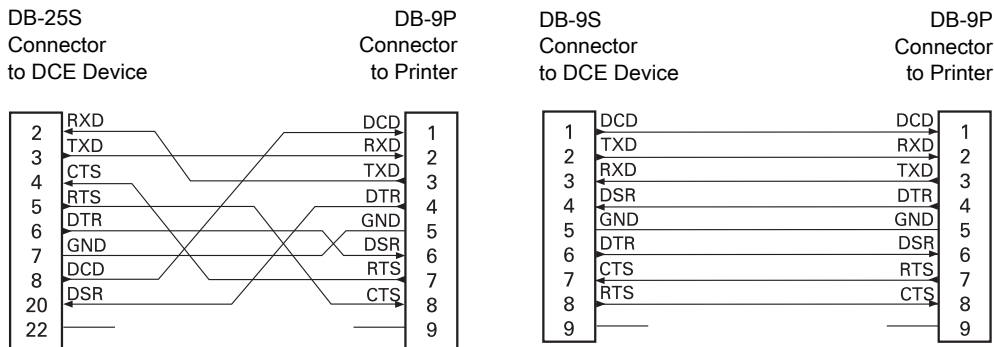 DB-25S
Connector
to DCE Device
DB-9P
Connector
to Printer
2 RXD DCD 1
3 TXD RXD 2
4 CTS TXD 3
5 RTS DTR 4
6 DTR GND 5
7 GND DSR 6
8 DCD RTS 7
20 DSR CTS 8
22 9
DB-9S
Connector
to DCE Device
DB-9P
Connector
to Printer
1 DCD DCD 1
2 TXD RXD 2
3 RXD TXD 3
4 DSR DTR 4
5 GND GND 5
6 DTR DSR 6
7 CTS RTS 7
8 RTS CTS 8
9 9